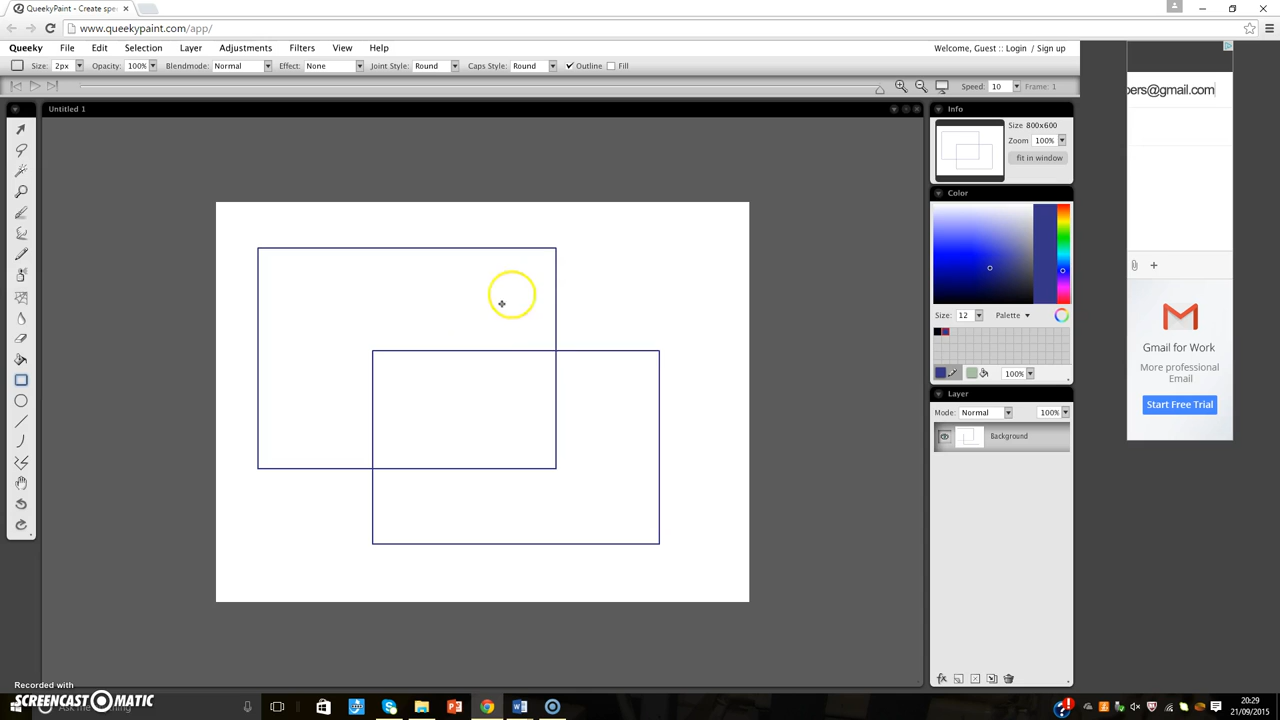 QueekyPaint - Create spe
www.queekypaint.com/app/
Queeky File Edit Selection Layer Adjustments Filters View Help Welcome, Guest :: Login / Sign up
Size: 2px Opacity: 100% Blendmode: Normal Effect: None Joint Style: Round Caps Style: Round Outline Fill
Speed: 10 Frame: 1
Untitled 1
Info
Size 800x600
Zoom 100%
fit in window
Color
Size: 12 Palette
100%
Layer
Mode: Normal 100%
Background
pers@gmail.com
Gmail for Work
More professional
Email
Start Free Trial
Recorded with
SCREENCAST-O-MATIC
20:29
21/09/2015